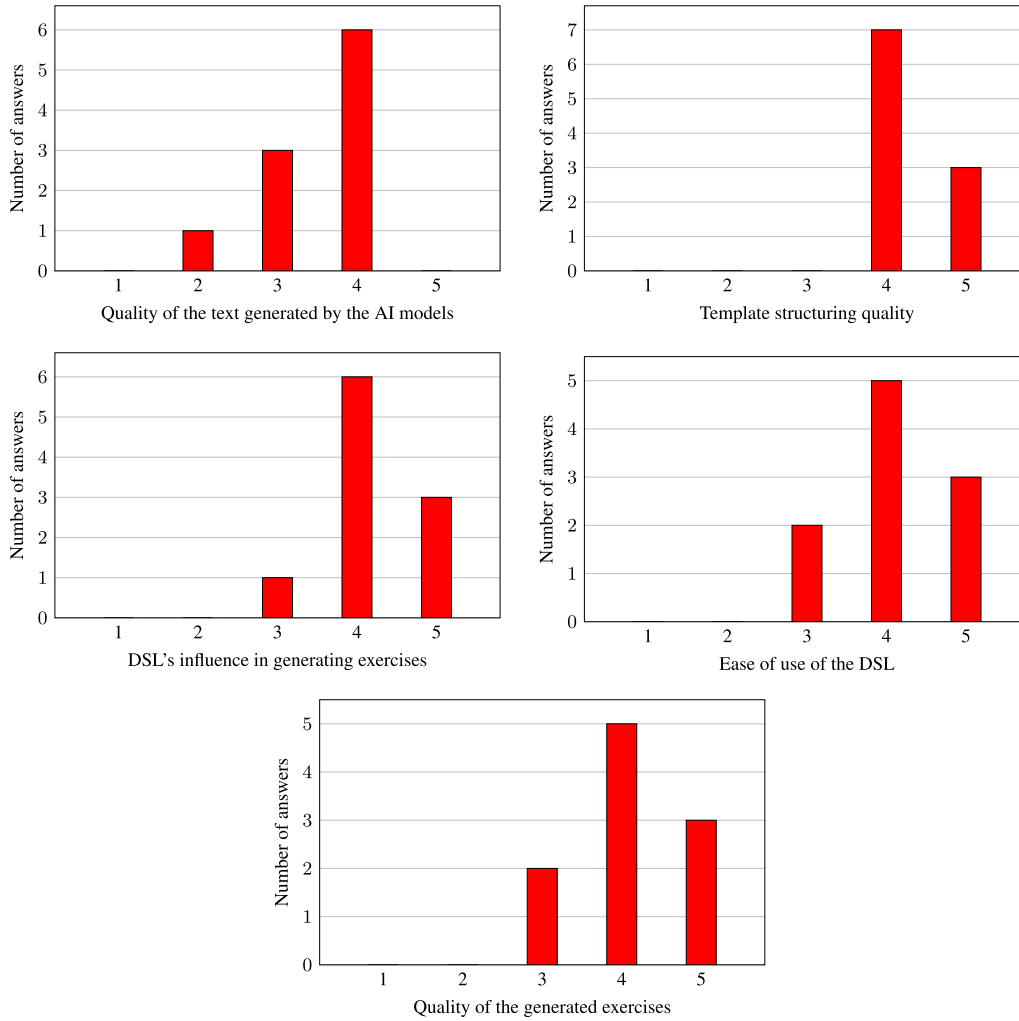 Number of answers
6
5
4
3
2
1
0
1 2 3 4 5
Quality of the text generated by the AI models
Number of answers
7
6
5
4
3
2
1
0
1 2 3 4 5
Template structuring quality
Number of answers
6
5
4
3
2
1
0
1 2 3 4 5
DSL's influence in generating exercises
Number of answers
5
4
3
2
1
0
1 2 3 4 5
Ease of use of the DSL
Number of answers
5
4
3
2
1
0
1 2 3 4 5
Quality of the generated exercises